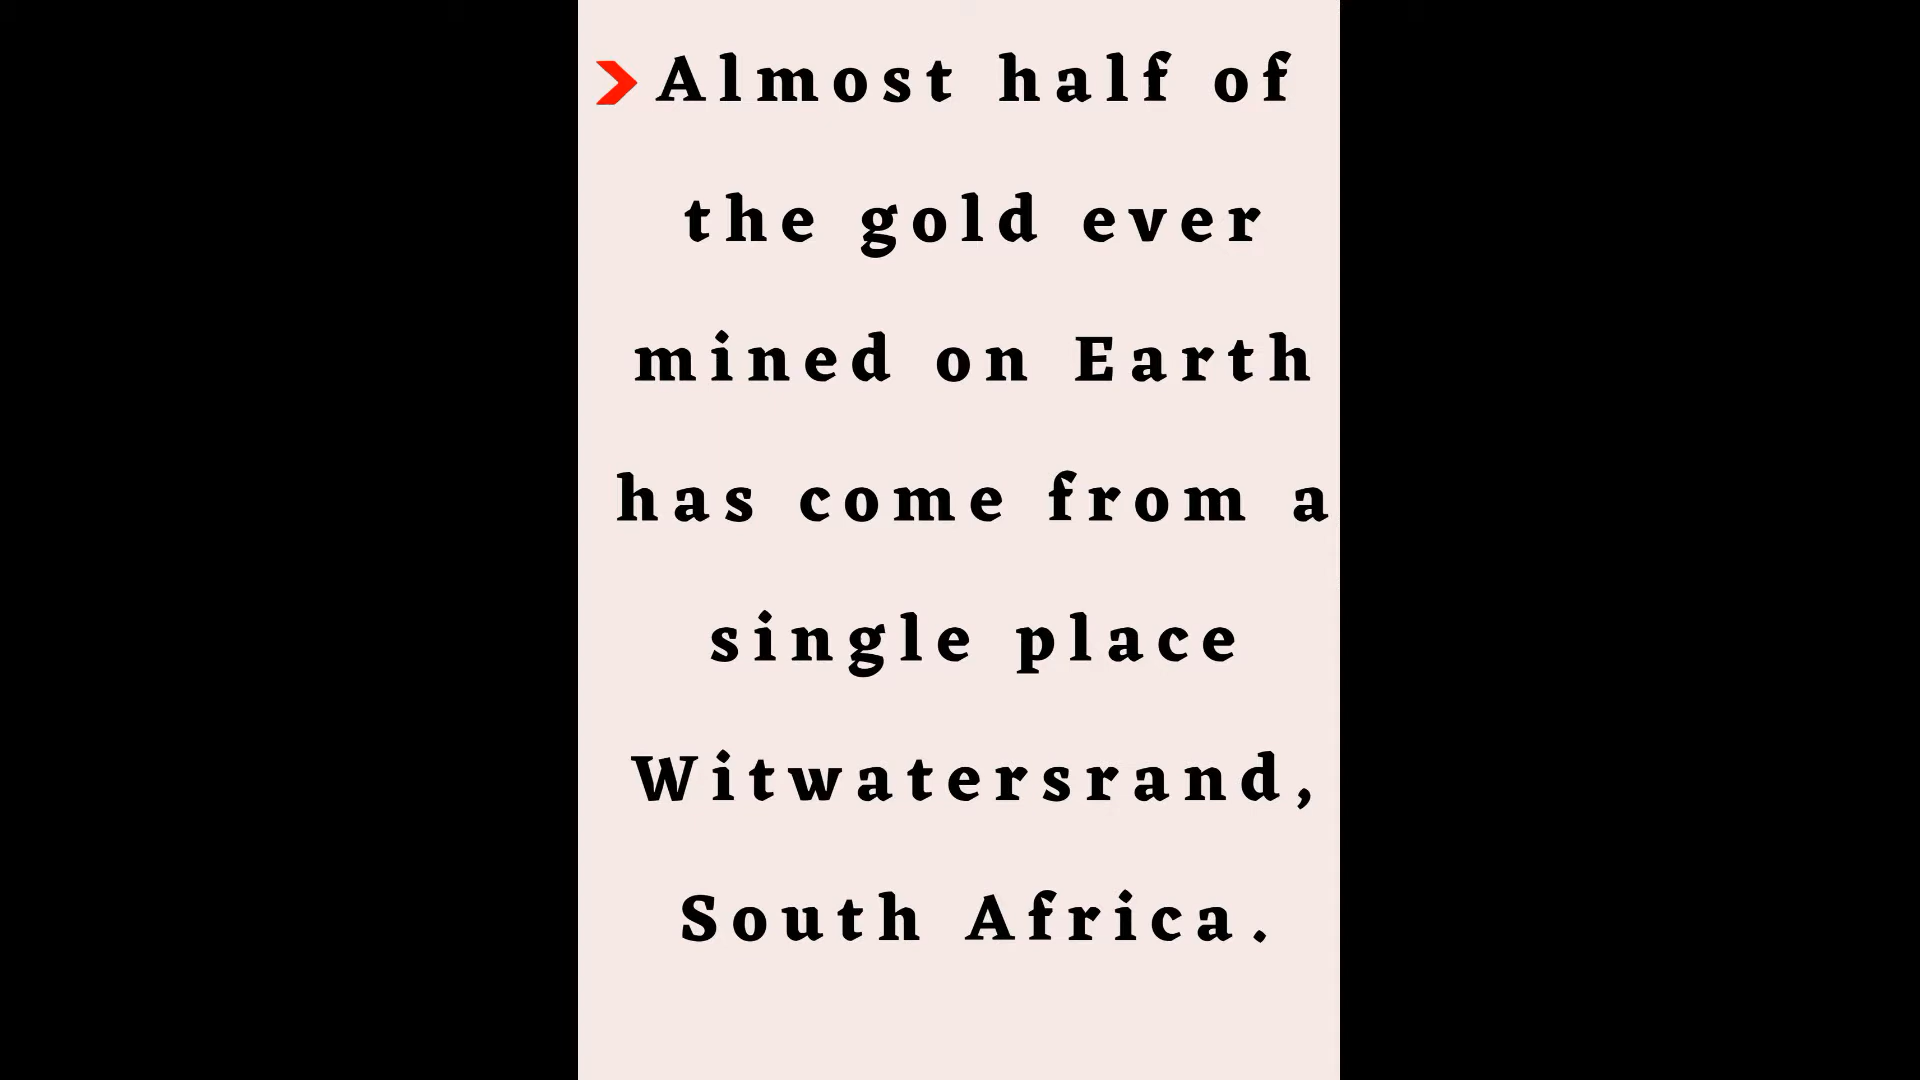 Almost half of
the gold ever
mined on Earth
has come from a
single place
Witwatersrand,
South Africa.